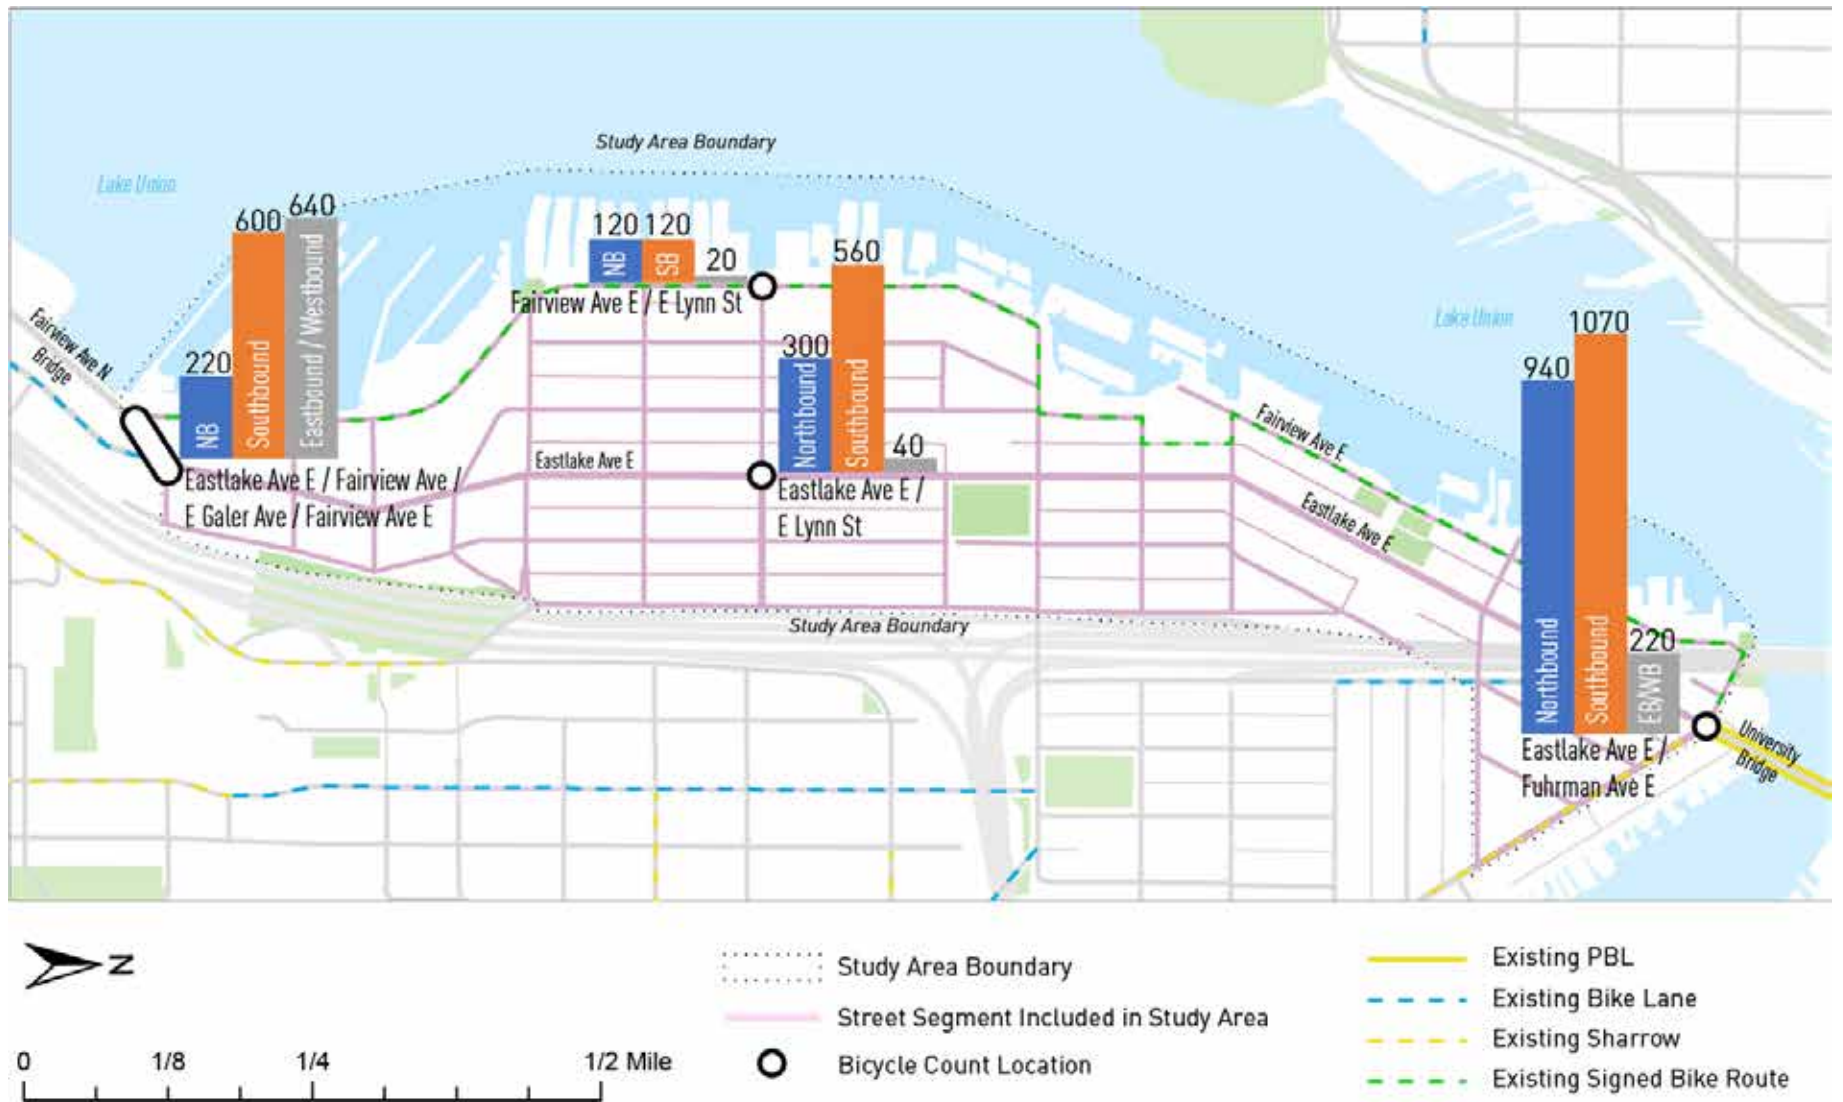 Study Area Boundary
Lake Union
640
600
220
NB
Southbound
Eastbound / Westbound
Fairview Ave N
Bridge
Eastlake Ave E / Fairview Ave /
E Galer Ave / Fairview Ave E
120
120
20
NB
SB
Fairview Ave E / E Lynn St
560
300
40
Northbound
Southbound
Eastlake Ave E
Eastlake Ave E /
E Lynn St
Lake Union
Fairview Ave E
Eastlake Ave E
1070
940
220
Northbound
Southbound
EB/WB
Eastlake Ave E /
Fuhrman Ave E
University
Bridge
Study Area Boundary
N
0
1/8
1/4
1/2 Mile
Study Area Boundary
Street Segment Included in Study Area
Bicycle Count Location
Existing PBL
Existing Bike Lane
Existing Sharrow
Existing Signed Bike Route